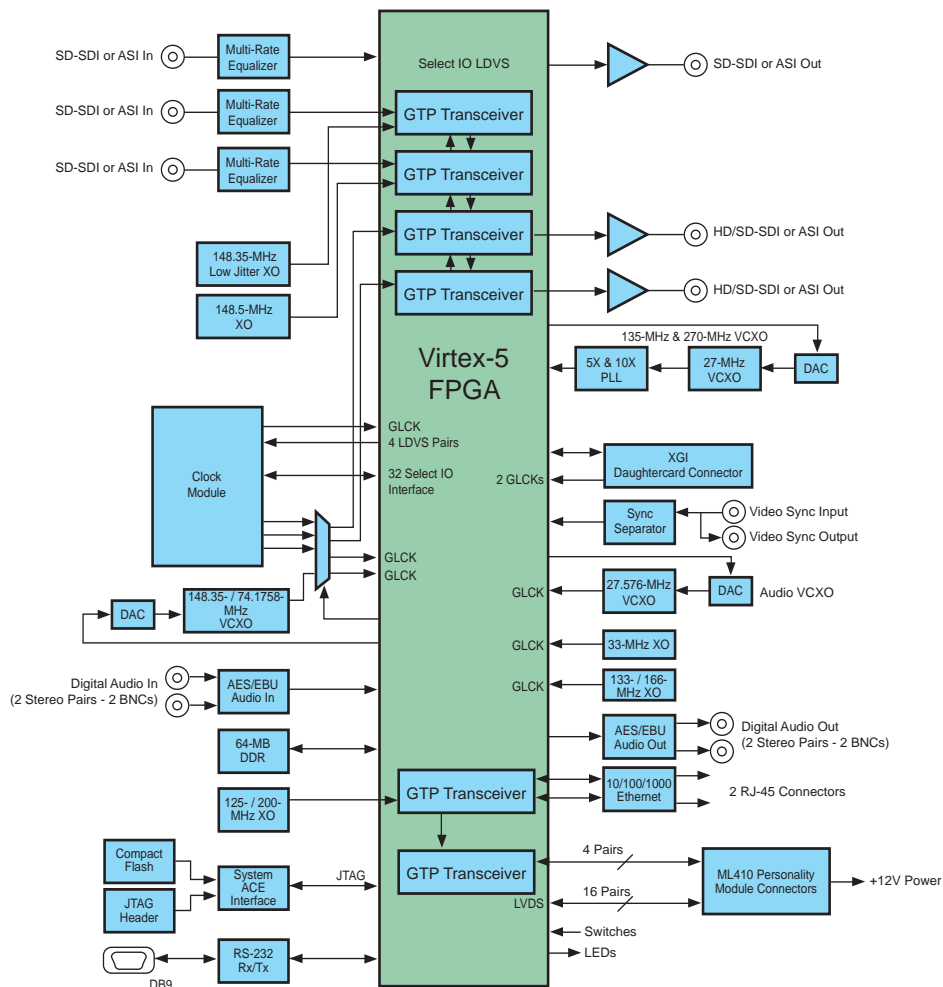 SD-SDI or ASI In
Multi-Rate
Equalizer
Select IO LDVS
SD-SDI or ASI Out
SD-SDI or ASI In
Multi-Rate
Equalizer
GTP Transceiver
SD-SDI or ASI In
Multi-Rate
Equalizer
GTP Transceiver
GTP Transceiver
HD/SD-SDI or ASI Out
148.35-MHz
Low Jitter XO
GTP Transceiver
HD/SD-SDI or ASI Out
148.5-MHz
XO
Virtex-5
FPGA
135-MHz & 270-MHz VCXO
5X & 10X
PLL
27-MHz
VCXO
DAC
Clock
Module
GLCK
4 LDVS Pairs
32 Select IO
Interface
GLCK
GLCK
XGI
Daughtercard Connector
2 GLCKs
Sync
Separator
Video Sync Input
Video Sync Output
DAC
148.35- / 74.1758-
MHz
VCXO
GLCK
27.576-MHz
VCXO
DAC
Audio VCXO
GLCK
33-MHz XO
GLCK
133- / 166-
MHz XO
Digital Audio In
(2 Stereo Pairs - 2 BNCs)
AES/EBU
Audio In
AES/EBU
Audio Out
Digital Audio Out
(2 Stereo Pairs - 2 BNCs)
64-MB
DDR
125- / 200-
MHz XO
GTP Transceiver
10/100/1000
Ethernet
2 RJ-45 Connectors
Compact
Flash
JTAG
Header
System
ACE
Interface
JTAG
GTP Transceiver
4 Pairs
16 Pairs
LVDS
ML410 Personality
Module Connectors
+12V Power
Switches
LEDs
DB9
RS-232
Rx/Tx